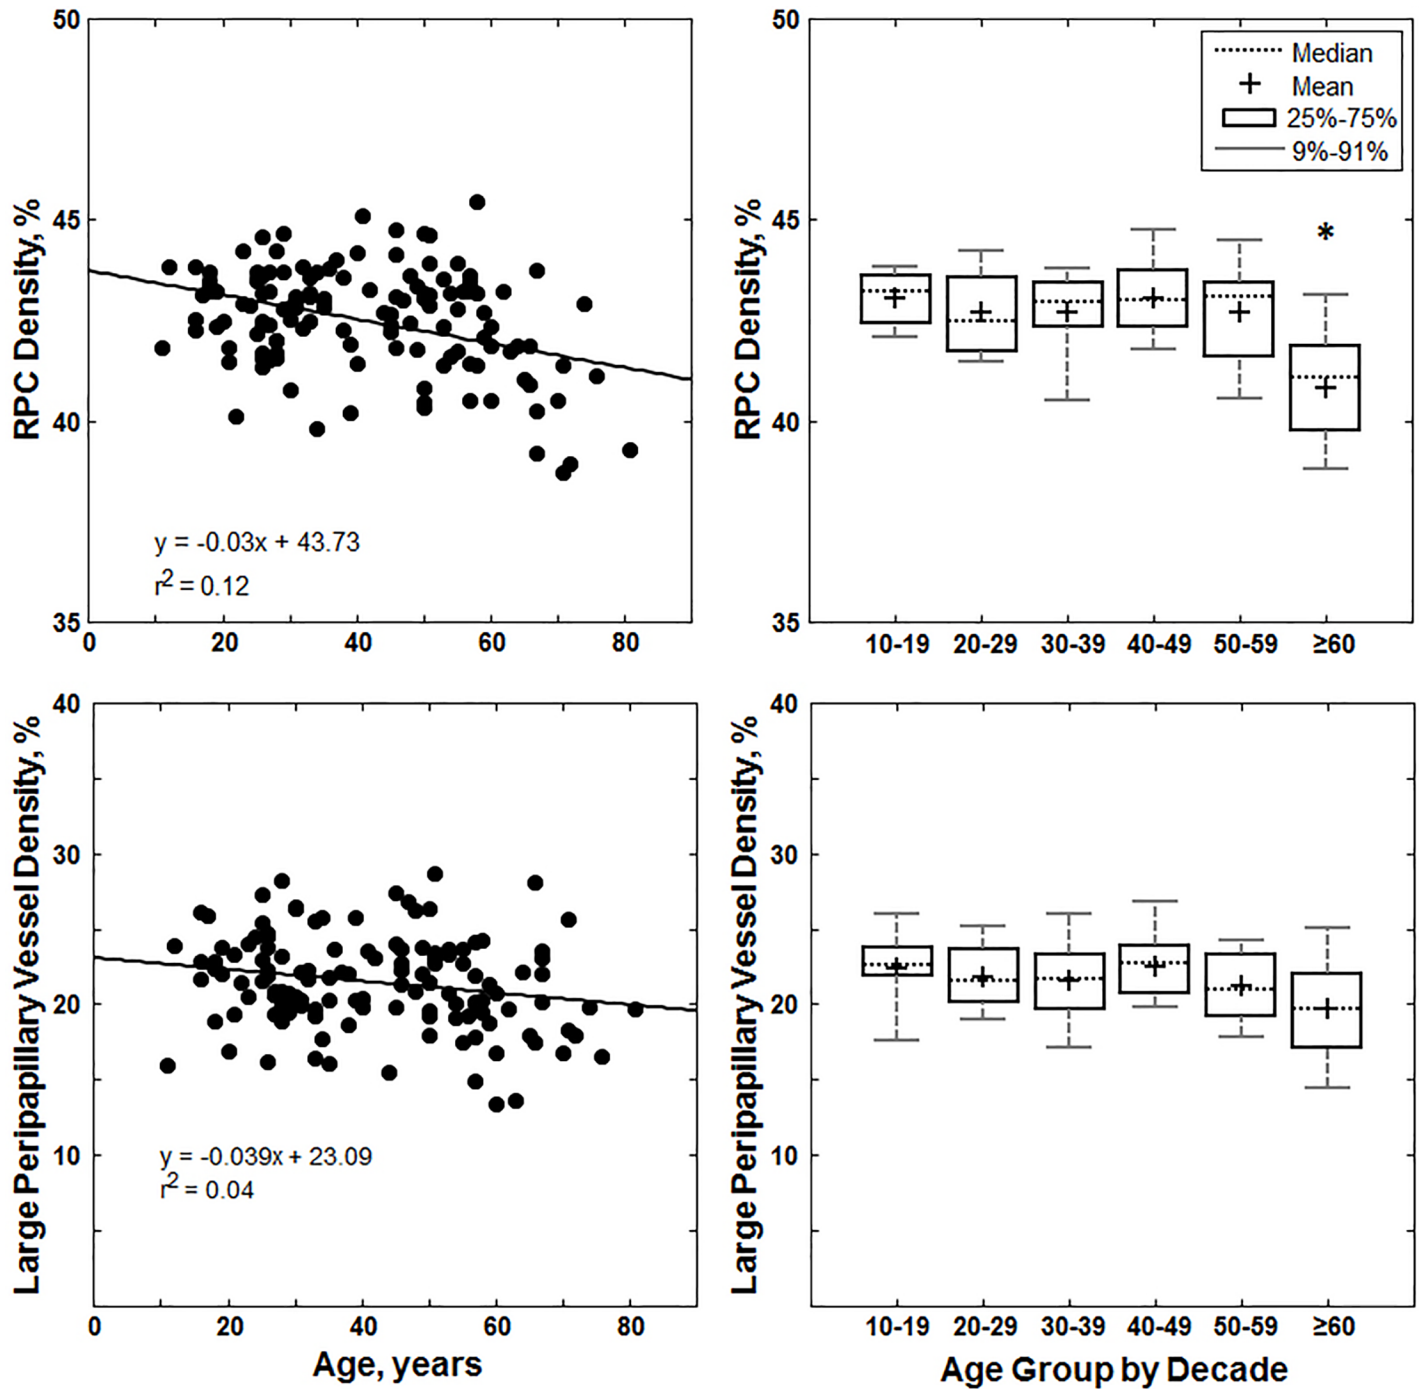 50
45
40
35
RPC Density, %
y = -0.03x + 43.73
r2 = 0.12
0 20 40 60 80
50
45
40
35
RPC Density, %
Median
Mean
25%-75%
9%-91%
*
10-19 20-29 30-39 40-49 50-59 ≥60
40
30
20
10
Large Peripapillary Vessel Density, %
y = -0.039x + 23.09
r2 = 0.04
0 20 40 60 80
Age, years
40
30
20
10
Large Peripapillary Vessel Density, %
10-19 20-29 30-39 40-49 50-59 ≥60
Age Group by Decade